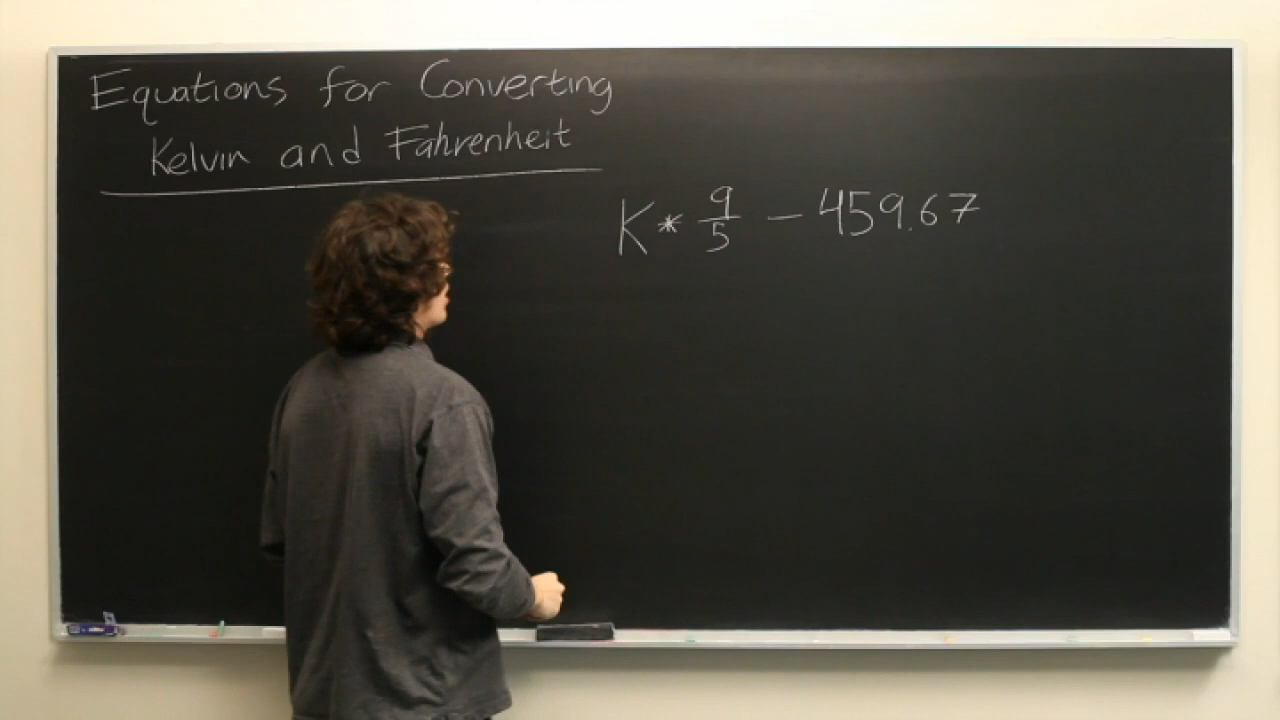 Equations for Converting
Kelvin and Fahrenheit
K * 9/5 - 459.67